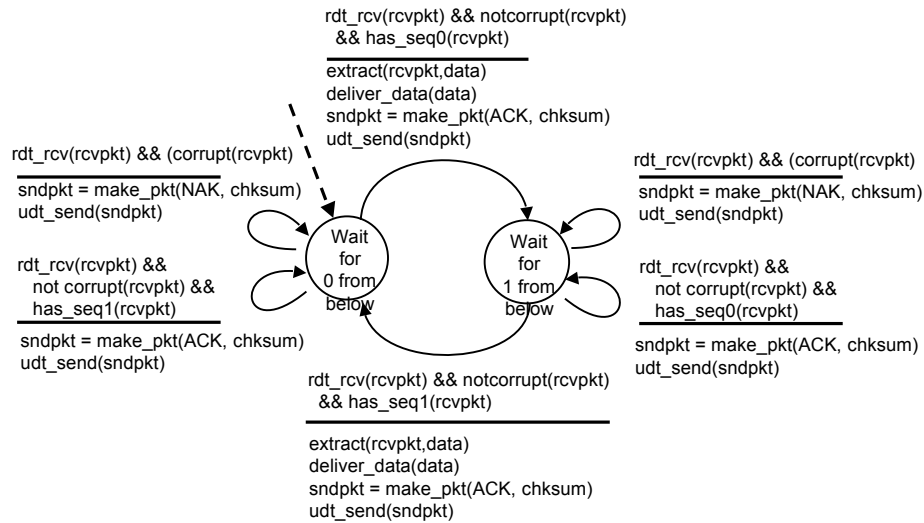 rdt_rcv(rcvpkt) && notcorrupt(rcvpkt)
&& has_seq0(rcvpkt)
extract(rcvpkt,data)
deliver_data(data)
sndpkt = make_pkt(ACK, chksum)
udt_send(sndpkt)
rdt_rcv(rcvpkt) && (corrupt(rcvpkt)
sndpkt = make_pkt(NAK, chksum)
udt_send(sndpkt)
rdt_rcv(rcvpkt) &&
not corrupt(rcvpkt) &&
has_seq1(rcvpkt)
sndpkt = make_pkt(ACK, chksum)
udt_send(sndpkt)
Wait
for
0 from
below
Wait
for
1 from
below
rdt_rcv(rcvpkt) && (corrupt(rcvpkt)
sndpkt = make_pkt(NAK, chksum)
udt_send(sndpkt)
rdt_rcv(rcvpkt) &&
not corrupt(rcvpkt) &&
has_seq0(rcvpkt)
sndpkt = make_pkt(ACK, chksum)
udt_send(sndpkt)
rdt_rcv(rcvpkt) && notcorrupt(rcvpkt)
&& has_seq1(rcvpkt)
extract(rcvpkt,data)
deliver_data(data)
sndpkt = make_pkt(ACK, chksum)
udt_send(sndpkt)